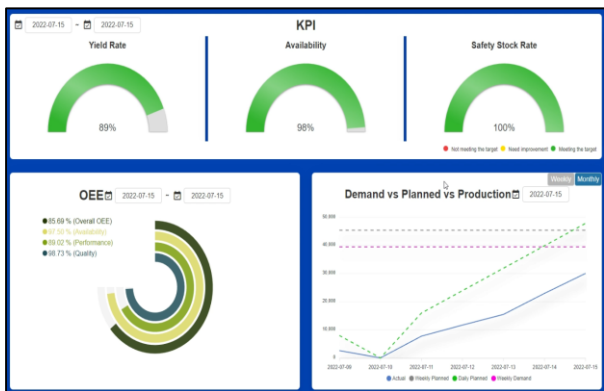 2022-07-15 - 2022-07-15
KPI
Yield Rate
Availability
Safety Stock Rate
89%
98%
100%
Not meeting the target
Need improvement
Meeting the target
OEE 2022-07-15 - 2022-07-15
85.69 % (Overall OEE)
(Availability)
89.02 % (Performance)
98.73 % (Quality)
Weekly Monthly
Demand vs Planned vs Production 2022-07-15
50,000
40,000
30,000
20,000
10,000
0
2022-07-09 2022-07-10 2022-07-11 2022-07-12 2022-07-13 2022-07-14 2022-07-15
Actual Weekly Planned Daily Planned Weekly Demand